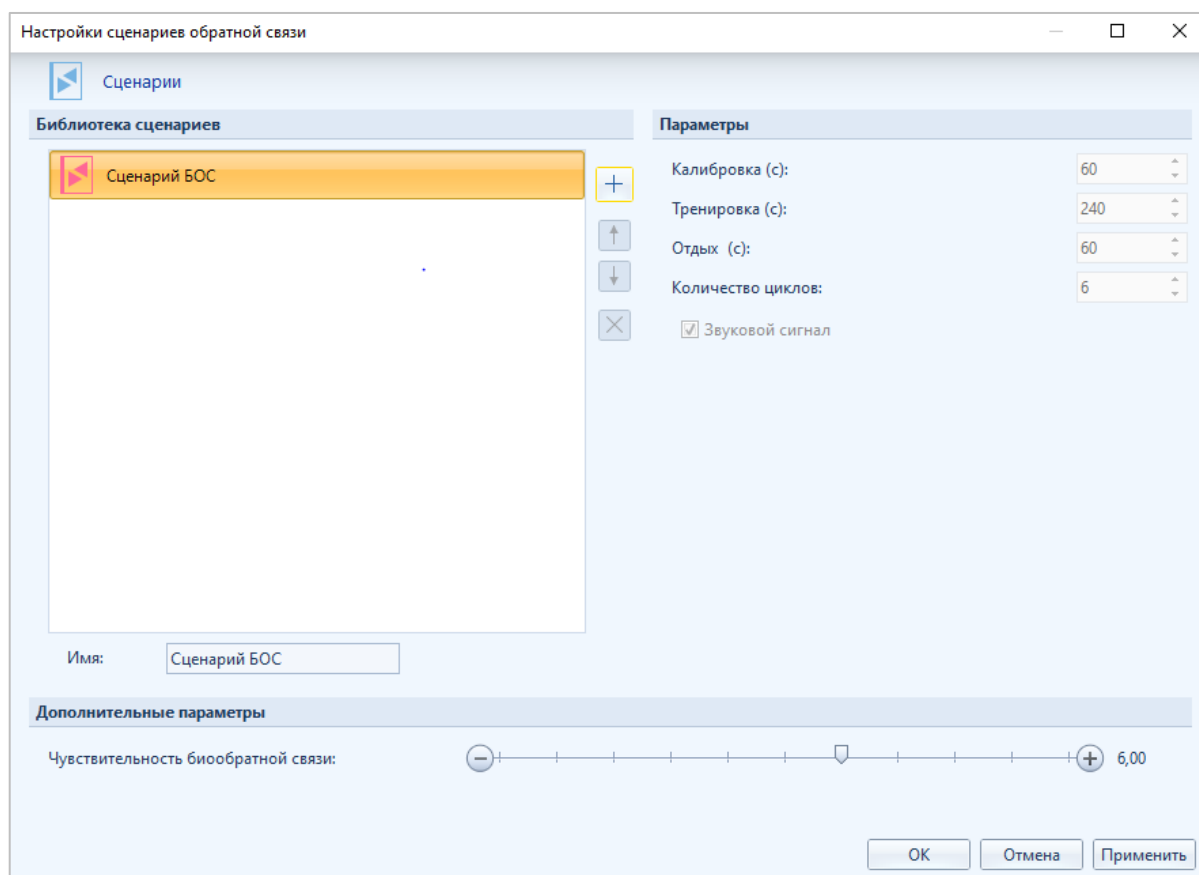 Настройки сценариев обратной связи
Сценарии
Библиотека сценариев
Сценарий БОС
Имя: Сценарий БОС
Параметры
Калибровка (с): 60
Тренировка (с): 240
Отдых (с): 60
Количество циклов: 6
Звуковой сигнал
Дополнительные параметры
Чувствительность биообратной связи: 6,00
ОК Отмена Применить